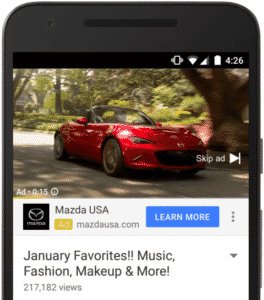 4:26
Skip ad
Ad · 0:15
Mazda USA
Ad mazdausa.com
LEARN MORE
January Favorites!! Music,
Fashion, Makeup & More!
217,182 views